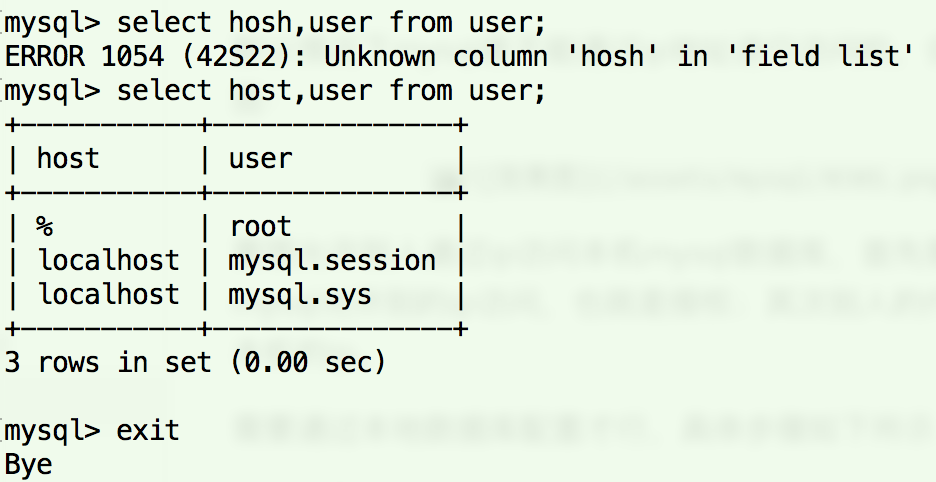 mysql> select hosh,user from user;
ERROR 1054 (42S22): Unknown column 'hosh' in 'field list'
mysql> select host,user from user;
+-----------+---------------+
| host      | user          |
+-----------+---------------+
| %         | root          |
| localhost | mysql.session |
| localhost | mysql.sys     |
+-----------+---------------+
3 rows in set (0.00 sec)

mysql> exit
Bye